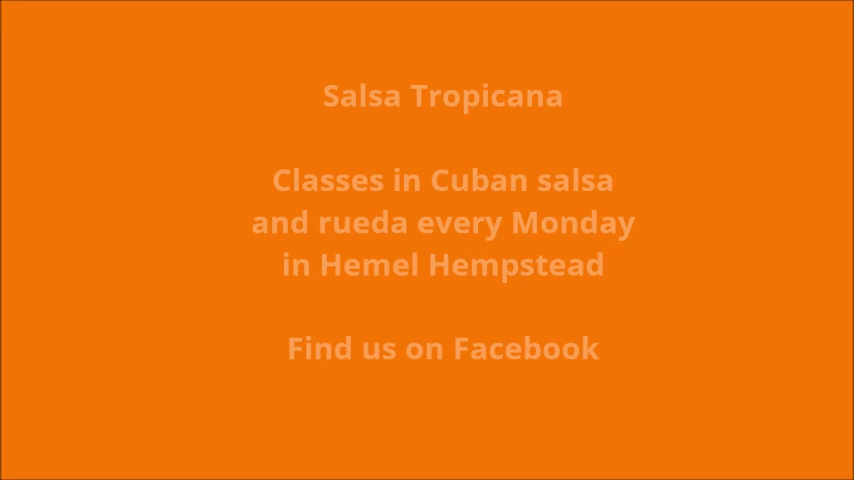 Salsa Tropicana
Classes in Cuban salsa
and rueda every Monday
in Hemel Hempstead
Find us on Facebook